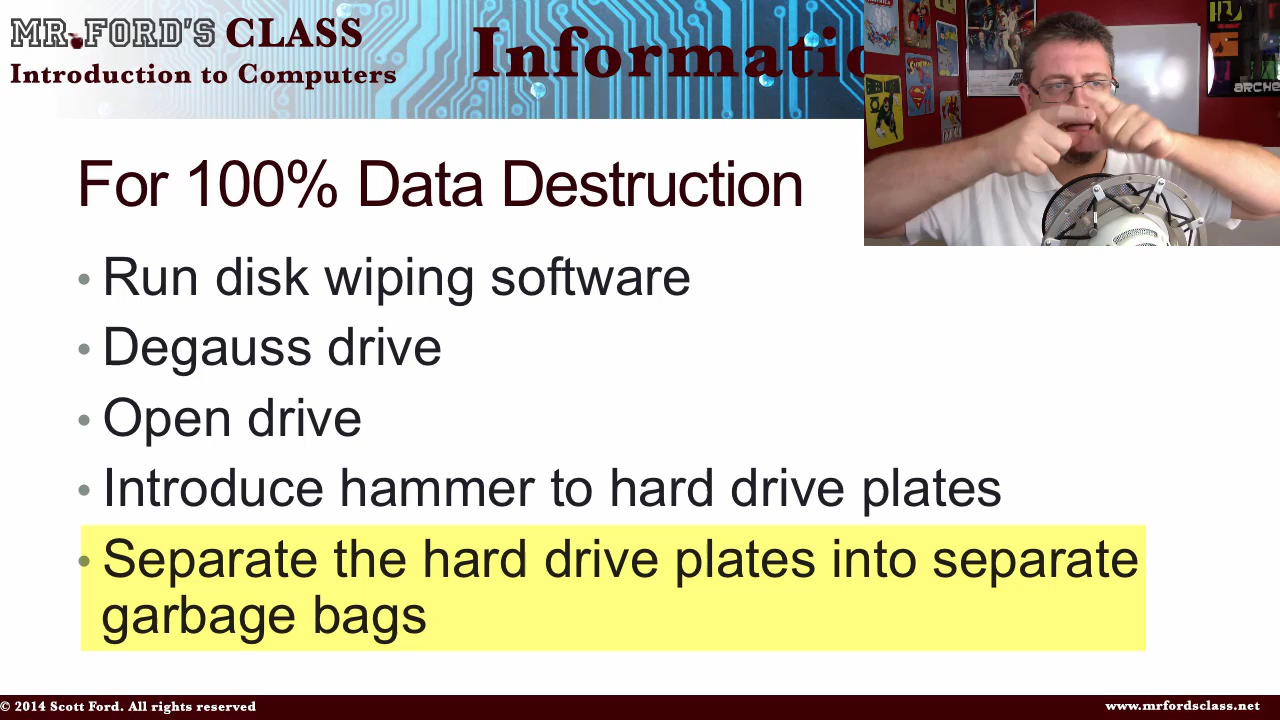 MR.FORD'S CLASS
Introduction to Computers
For 100% Data Destruction
• Run disk wiping software
• Degauss drive
• Open drive
• Introduce hammer to hard drive plates
• Separate the hard drive plates into separate
garbage bags
© 2014 Scott Ford. All rights reserved
www.mrfordsclass.net